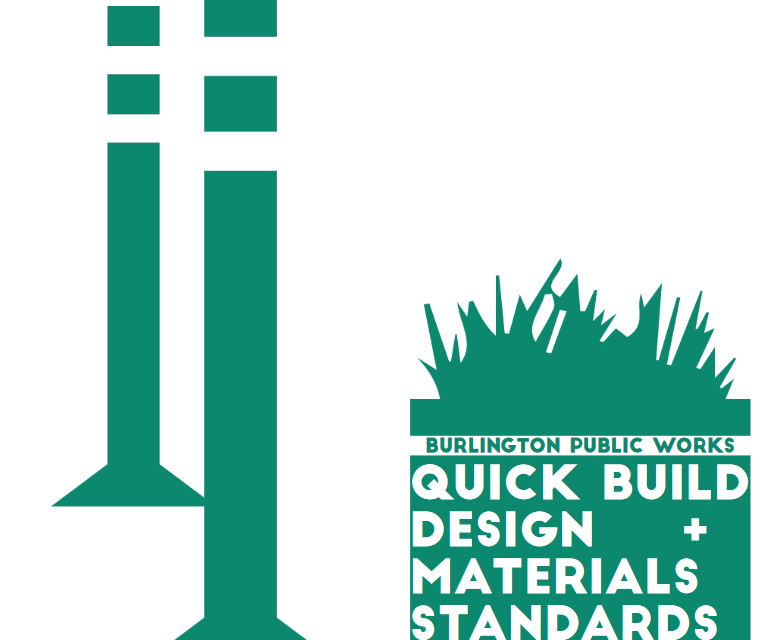 BURLINGTON PUBLIC WORKS
QUICK BUILD
DESIGN +
MATERIALS
STANDARDS